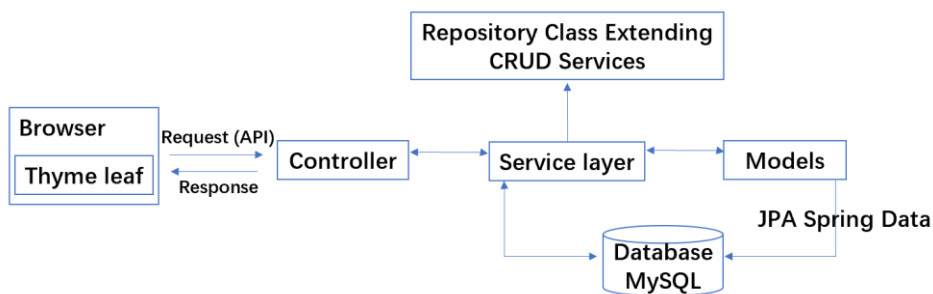 Repository Class Extending
CRUD Services
Browser
Thyme leaf
Request (API)
Response
Controller
Service layer
Models
JPA Spring Data
Database
MySQL